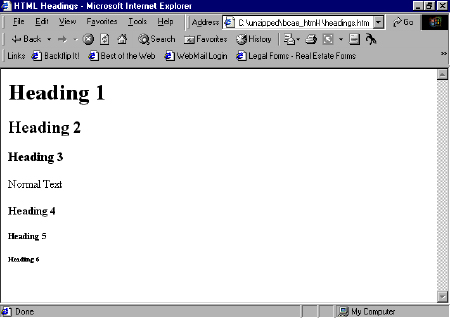 HTML Headings - Microsoft Internet Explorer
File Edit View Favorites Tools Help Address C:\unzipped\bcas_html4\headings.htm Go
Back Search Favorites History
Links Backflip It! Best of the Web WebMail Login Legal Forms - Real Estate Forms
Heading 1
Heading 2
Heading 3
Normal Text
Heading 4
Heading 5
Heading 6
Done My Computer